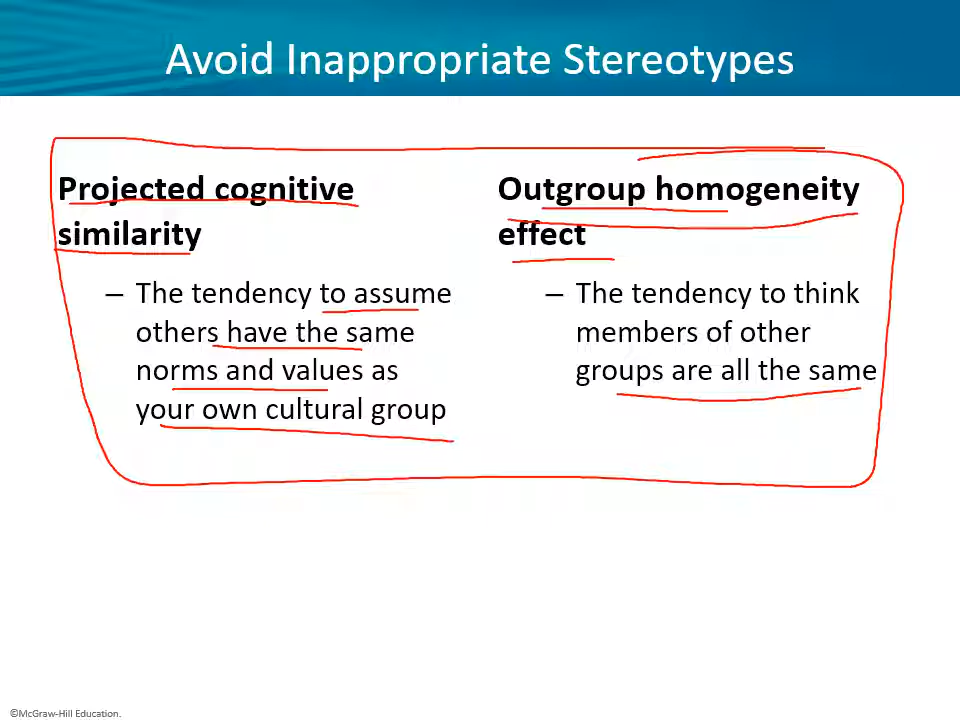 Avoid Inappropriate Stereotypes
Projected cognitive
similarity
– The tendency to assume
others have the same
norms and values as
your own cultural group
Outgroup homogeneity
effect
– The tendency to think
members of other
groups are all the same
©McGraw-Hill Education.